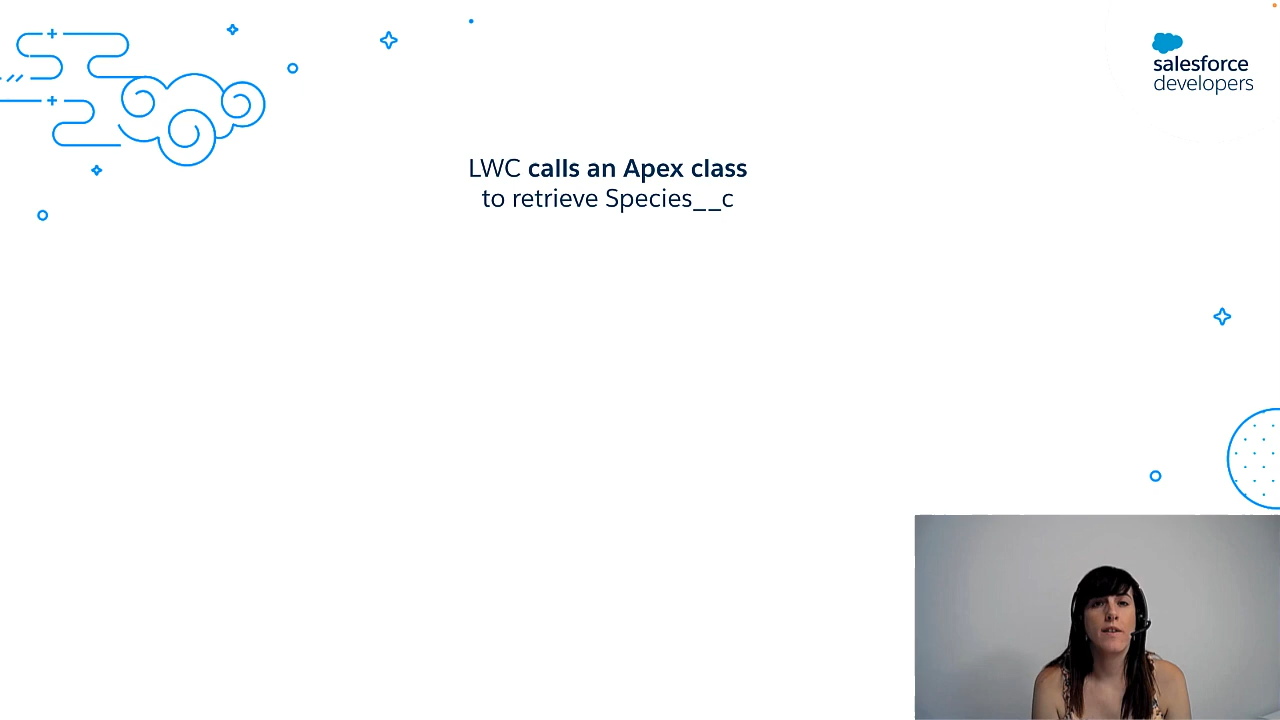 salesforce
developers
LWC calls an Apex class
to retrieve Species__c